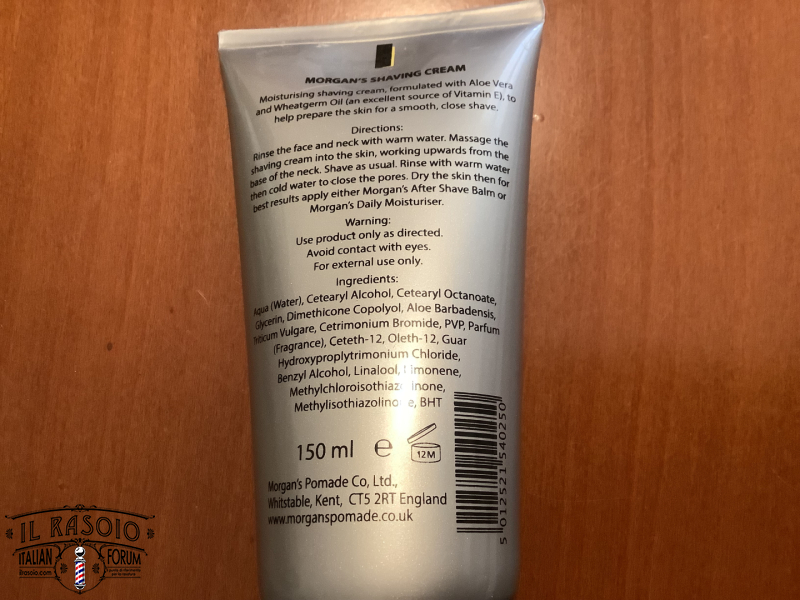 MORGAN'S SHAVING CREAM
Moisturising shaving cream, formulated with Aloe Vera
and Wheatgerm Oil (an excellent source of Vitamin E), to
help prepare the skin for a smooth, close shave.
Directions:
Rinse the face and neck with warm water. Massage the
shaving cream into the skin, working upwards from the
base of the neck. Shave as usual. Rinse with warm water
then cold water to close the pores. Dry the skin then for
best results apply either Morgan's After Shave Balm or
Morgan's Daily Moisturiser.
Warning:
Use product only as directed.
Avoid contact with eyes.
For external use only.
Ingredients:
Aqua (Water), Cetearyl Alcohol, Cetearyl Octanoate,
Glycerin, Dimethicone Copolyol, Aloe Barbadensis,
Triticum Vulgare, Cetrimonium Bromide, PVP, Parfum
(Fragrance), Ceteth-12, Oleth-12, Guar
Hydroxyproplytrimonium Chloride,
Benzyl Alcohol, Linalool, Limonene,
Methylchloroisothiazolinone,
Methylisothiazolinone, BHT
150 ml e 12M
Morgan's Pomade Co, Ltd.,
Whitstable, Kent, CT5 2RT England
www.morganspomade.co.uk
5 012521 540250
IL RASOIO
ITALIAN FORUM
ilrasoio.com